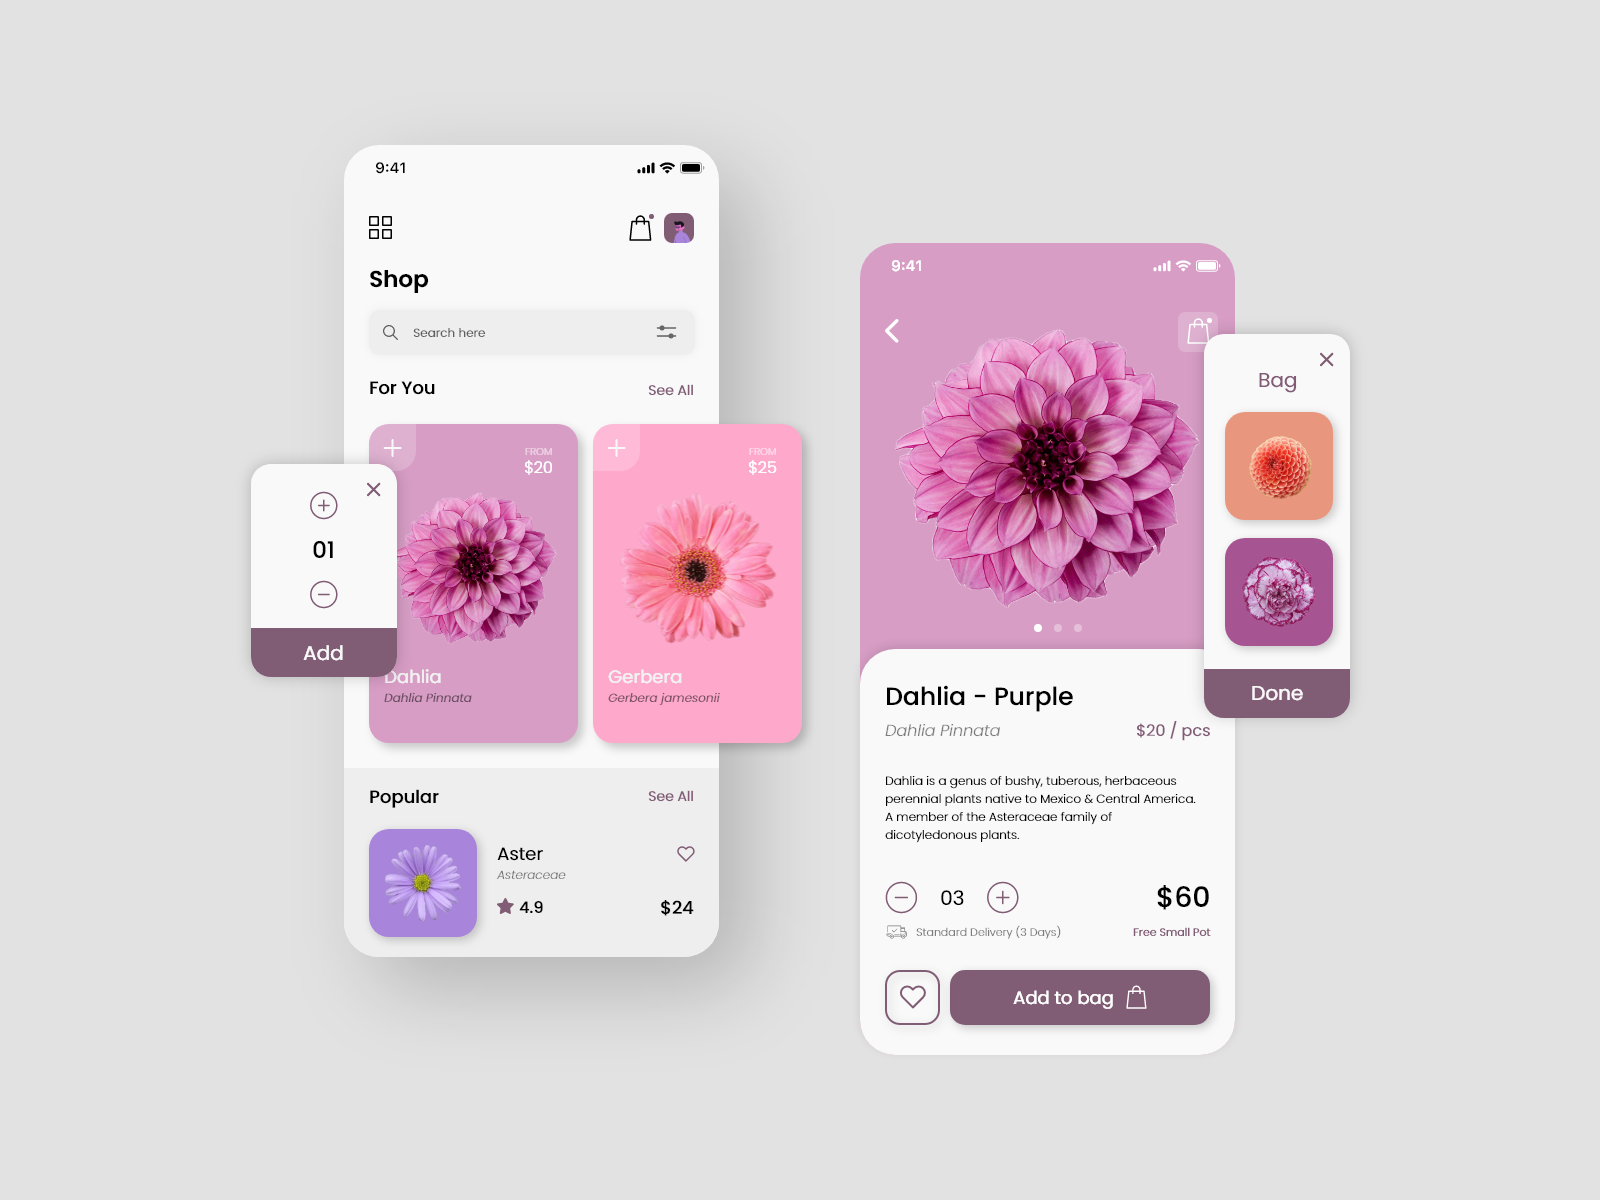 9:41
Shop
Search here
For You
See All
FROM
$20
Dahlia
Dahlia Pinnata
FROM
$25
Gerbera
Gerbera jamesonii
01
Add
Popular
See All
Aster
Asteraceae
4.9
$24
9:41
Dahlia - Purple
Dahlia Pinnata
$20 / pcs
Dahlia is a genus of bushy, tuberous, herbaceous
perennial plants native to Mexico & Central America.
A member of the Asteraceae family of
dicotyledonous plants.
03
$60
Standard Delivery (3 Days)
Free Small Pot
Add to bag
Bag
Done